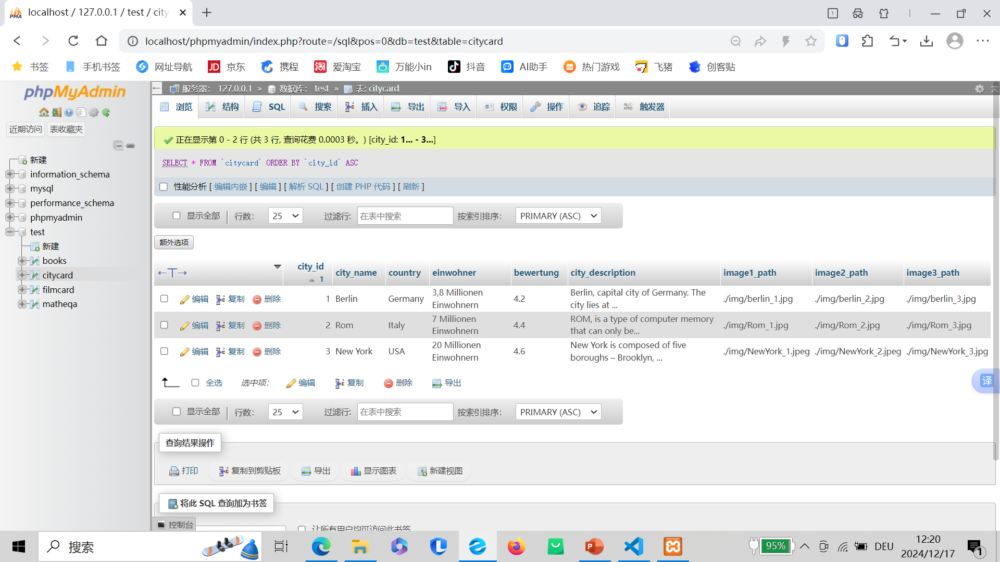 localhost / 127.0.0.1 / test / city
localhost/phpmyadmin/index.php?route=/sql&pos=0&db=test&table=citycard
书签 手机书签 网址导航 京东 携程 爱淘宝 万能小in 抖音 AI助手 热门游戏 飞猪 创客贴
phpMyAdmin
近期访问 表收藏夹
新建
information_schema
mysql
performance_schema
phpmyadmin
test
新建
books
citycard
filmcard
matheqa
服务器: 127.0.0.1 » 数据库: test » 表: citycard
浏览 结构 SQL 搜索 插入 导出 导入 权限 操作 追踪 触发器
正在显示第 0 - 2 行 (共 3 行, 查询花费 0.0003 秒。) [city_id: 1... - 3...]
SELECT * FROM `citycard` ORDER BY `city_id` ASC
性能分析 [ 编辑内嵌 ] [ 编辑 ] [ 解析 SQL ] [ 创建 PHP 代码 ] [ 刷新 ]
显示全部 行数: 25 过滤行: 在表中搜索 按索引排序: PRIMARY (ASC)
额外选项
←T→ city_id 1 city_name country einwohner bewertung city_description image1_path image2_path image3_path
编辑 复制 删除 1 Berlin Germany 3,8 Millionen Einwohnern 4.2 Berlin, capital city of Germany. The city lies at ... ./img/berlin_1.jpg ./img/berlin_2.jpg ./img/berlin_3.jpg
编辑 复制 删除 2 Rom Italy 7 Millionen Einwohnern 4.4 ROM, is a type of computer memory that can only be... ./img/Rom_1.jpg ./img/Rom_2.jpg ./img/Rom_3.jpg
编辑 复制 删除 3 New York USA 20 Millionen Einwohnern 4.6 New York is composed of five boroughs – Brooklyn, ... ./img/NewYork_1.jpeg ./img/NewYork_2.jpeg ./img/NewYork_3.jpg
全选 选中项: 编辑 复制 删除 导出
译
显示全部 行数: 25 过滤行: 在表中搜索 按索引排序: PRIMARY (ASC)
查询结果操作
打印 复制到剪贴板 导出 显示图表 新建视图
将此 SQL 查询加为书签
控制台
让所有用户均可访问此书签
搜索
95% DEU
12:20
2024/12/17
1